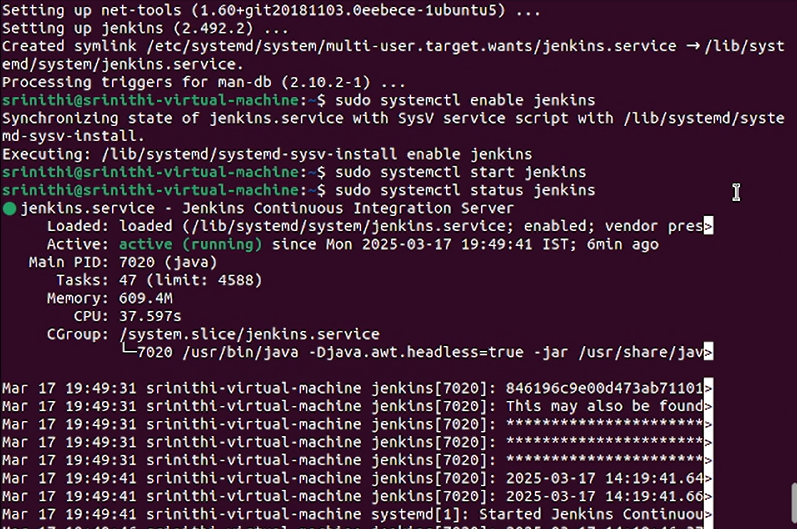 Setting up net-tools (1.60+git20181103.0eebece-1ubuntu5) ...
Setting up jenkins (2.492.2) ...
Created symlink /etc/systemd/system/multi-user.target.wants/jenkins.service → /lib/syst
emd/system/jenkins.service.
Processing triggers for man-db (2.10.2-1) ...
srinithi@srinithi-virtual-machine:~$ sudo systemctl enable jenkins
Synchronizing state of jenkins.service with SysV service script with /lib/systemd/syste
md-sysv-install.
Executing: /lib/systemd/systemd-sysv-install enable jenkins
srinithi@srinithi-virtual-machine:~$ sudo systemctl start jenkins
srinithi@srinithi-virtual-machine:~$ sudo systemctl status jenkins
● jenkins.service - Jenkins Continuous Integration Server
Loaded: loaded (/lib/systemd/system/jenkins.service; enabled; vendor pres>
Active: active (running) since Mon 2025-03-17 19:49:41 IST; 6min ago
Main PID: 7020 (java)
Tasks: 47 (limit: 4588)
Memory: 609.4M
CPU: 37.597s
CGroup: /system.slice/jenkins.service
└─7020 /usr/bin/java -Djava.awt.headless=true -jar /usr/share/jav>
Mar 17 19:49:31 srinithi-virtual-machine jenkins[7020]: 846196c9e00d473ab71101>
Mar 17 19:49:31 srinithi-virtual-machine jenkins[7020]: This may also be found>
Mar 17 19:49:31 srinithi-virtual-machine jenkins[7020]: **********************>
Mar 17 19:49:31 srinithi-virtual-machine jenkins[7020]: **********************>
Mar 17 19:49:31 srinithi-virtual-machine jenkins[7020]: **********************>
Mar 17 19:49:41 srinithi-virtual-machine jenkins[7020]: 2025-03-17 14:19:41.64>
Mar 17 19:49:41 srinithi-virtual-machine jenkins[7020]: 2025-03-17 14:19:41.66>
Mar 17 19:49:41 srinithi-virtual-machine systemd[1]: Started Jenkins Continuou>